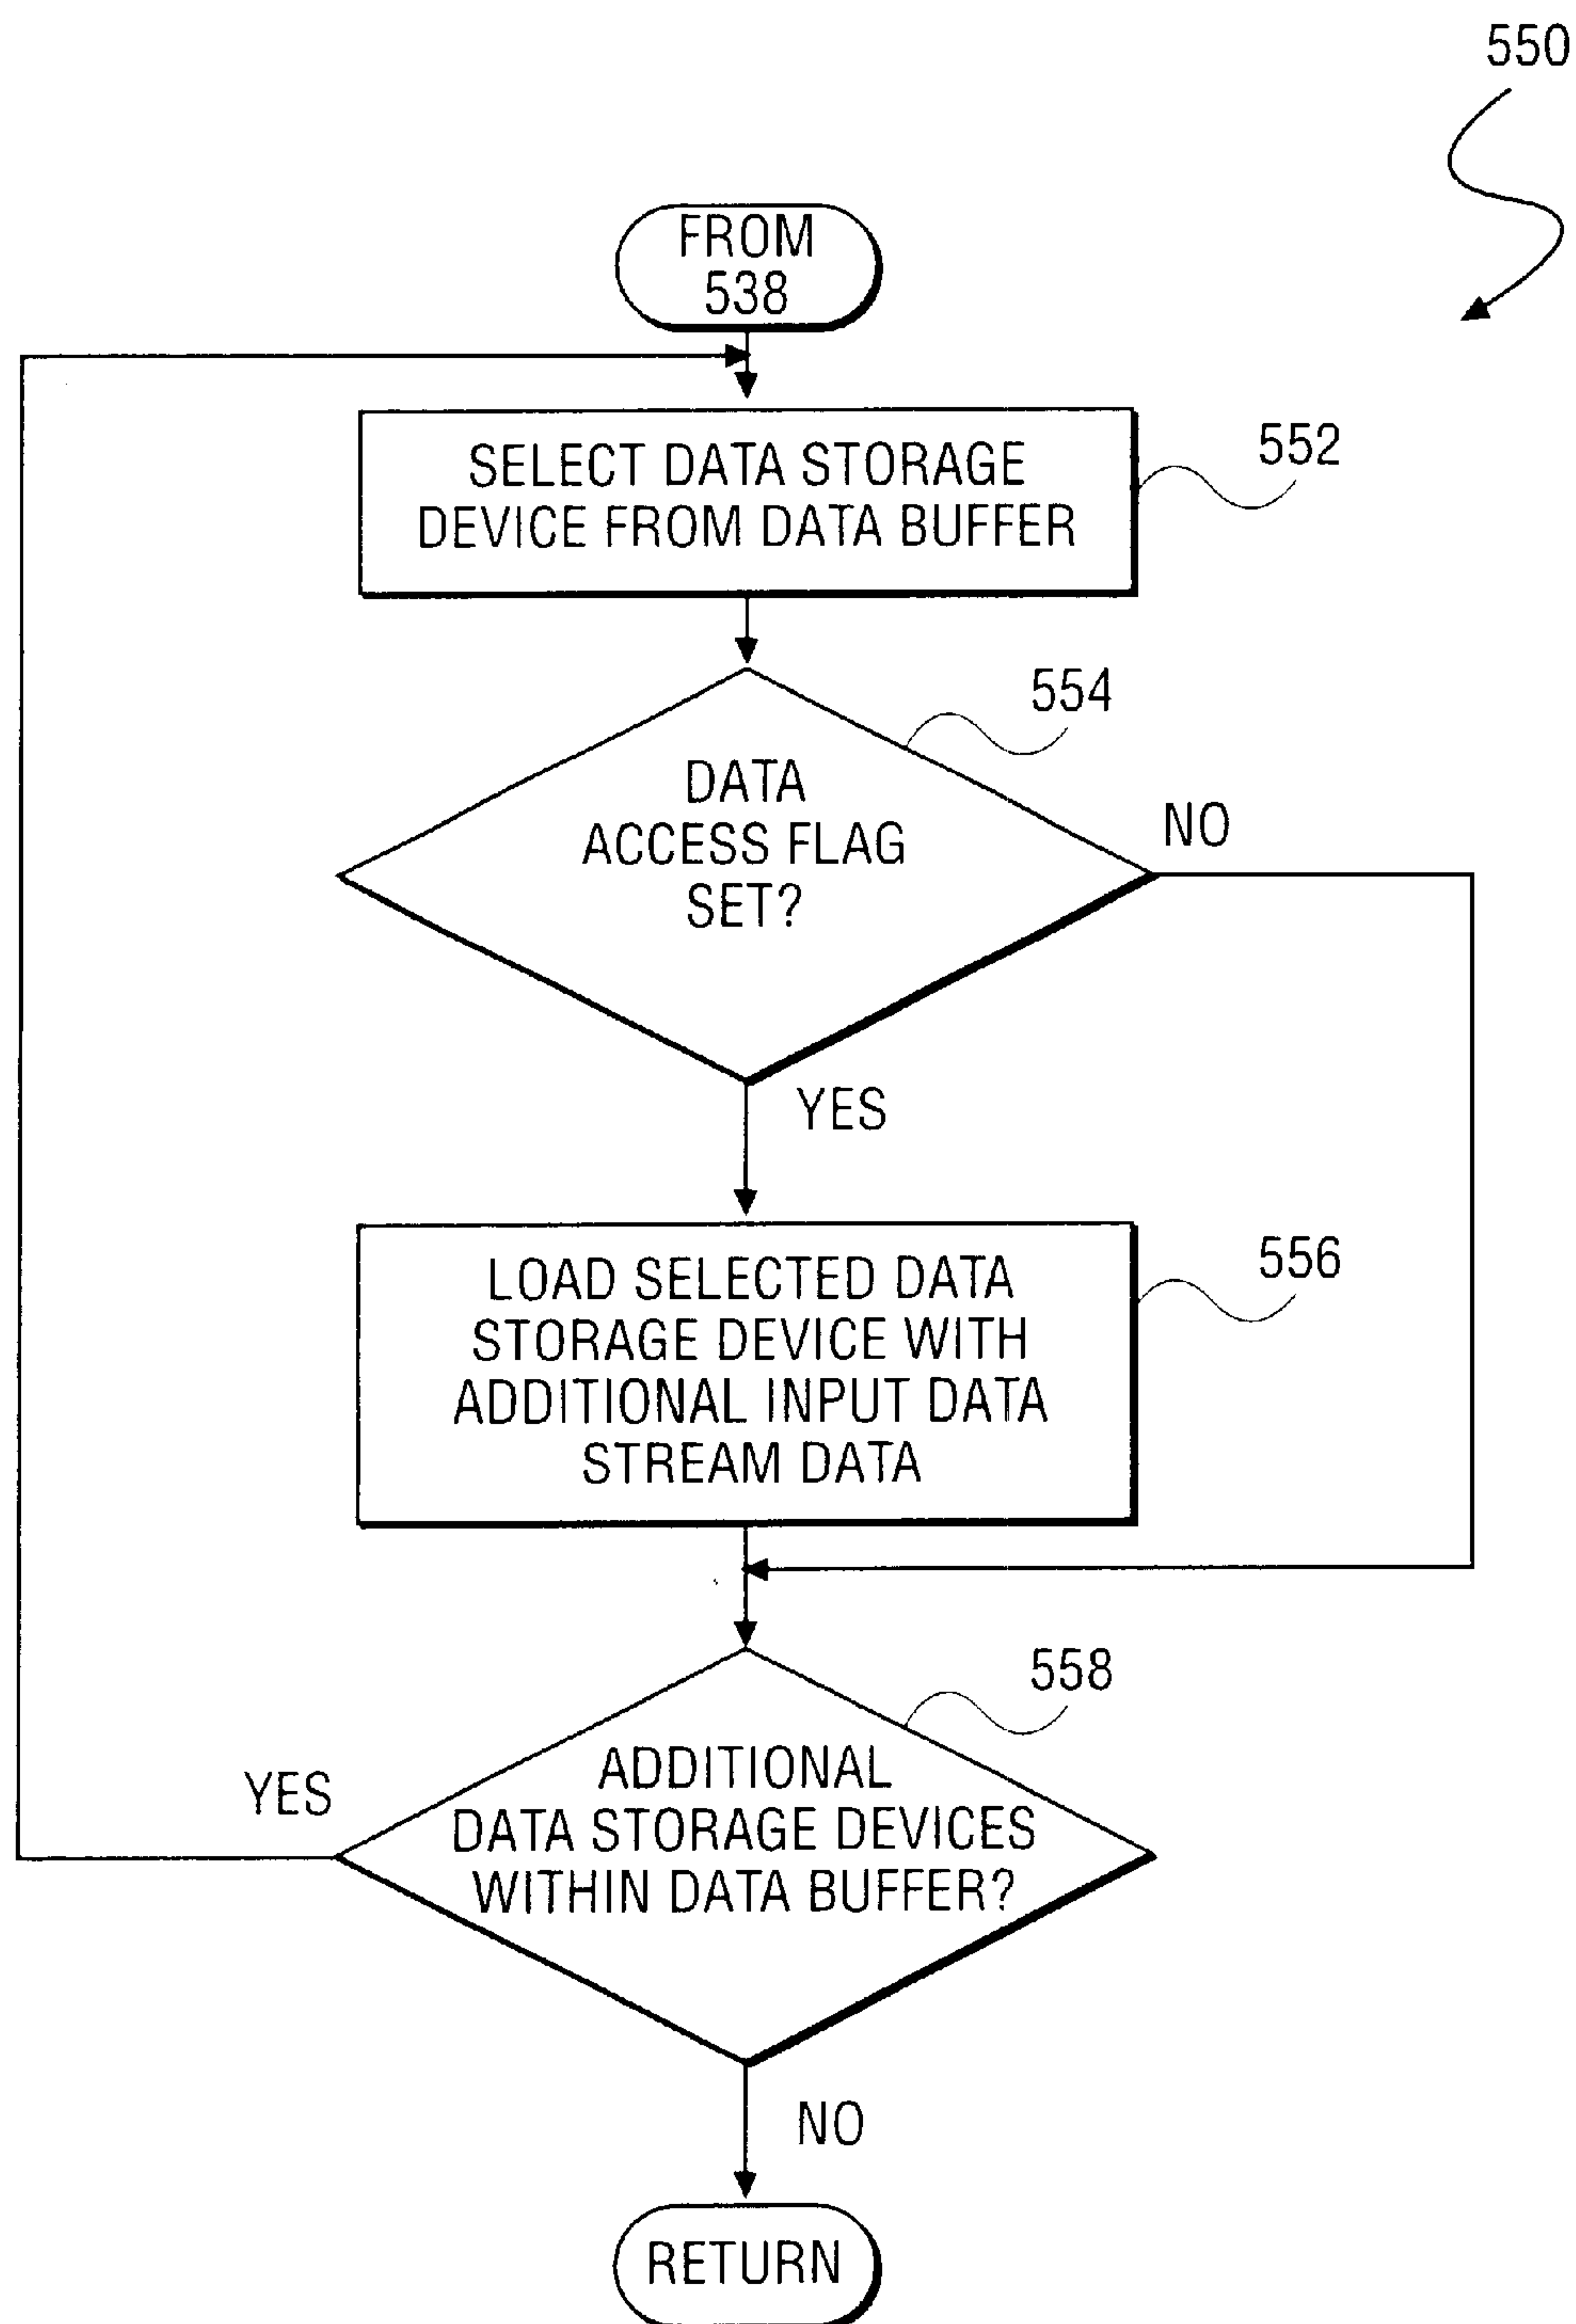 550
FROM
538
SELECT DATA STORAGE
DEVICE FROM DATA BUFFER
552
554
DATA
ACCESS FLAG
SET?
NO
YES
LOAD SELECTED DATA
STORAGE DEVICE WITH
ADDITIONAL INPUT DATA
STREAM DATA
556
558
ADDITIONAL
DATA STORAGE DEVICES
WITHIN DATA BUFFER?
YES
NO
RETURN